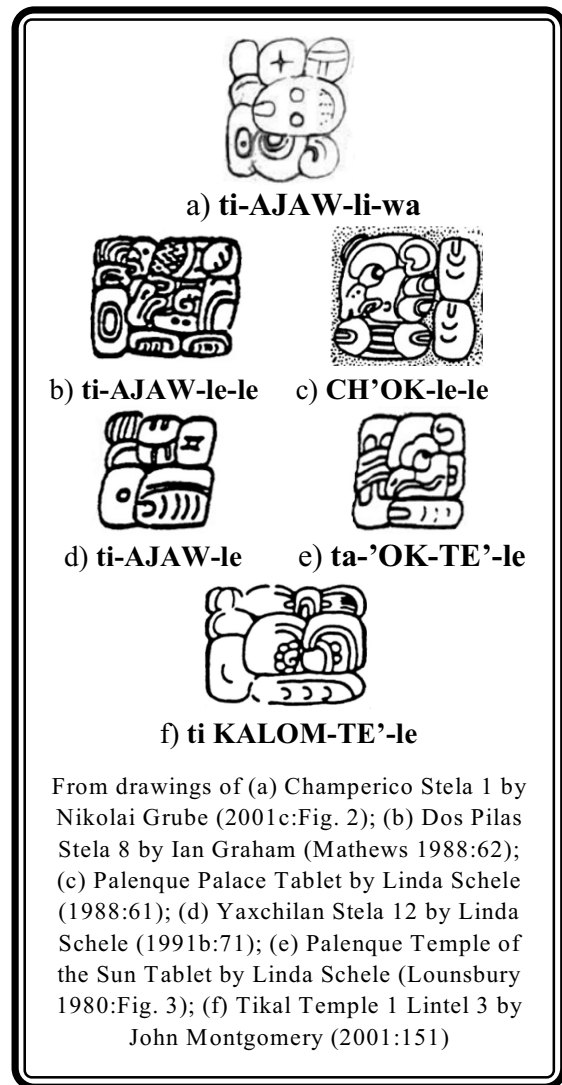 a) ti-AJAW-li-wa
b) ti-AJAW-le-le c) CH’OK-le-le
d) ti-AJAW-le e) ta-’OK-TE’-le
f) ti KALOM-TE’-le
From drawings of (a) Champerico Stela 1 by
Nikolai Grube (2001c:Fig. 2); (b) Dos Pilas
Stela 8 by Ian Graham (Mathews 1988:62);
(c) Palenque Palace Tablet by Linda Schele
(1988:61); (d) Yaxchilan Stela 12 by Linda
Schele (1991b:71); (e) Palenque Temple of
the Sun Tablet by Linda Schele (Lounsbury
1980:Fig. 3); (f) Tikal Temple 1 Lintel 3 by
John Montgomery (2001:151)